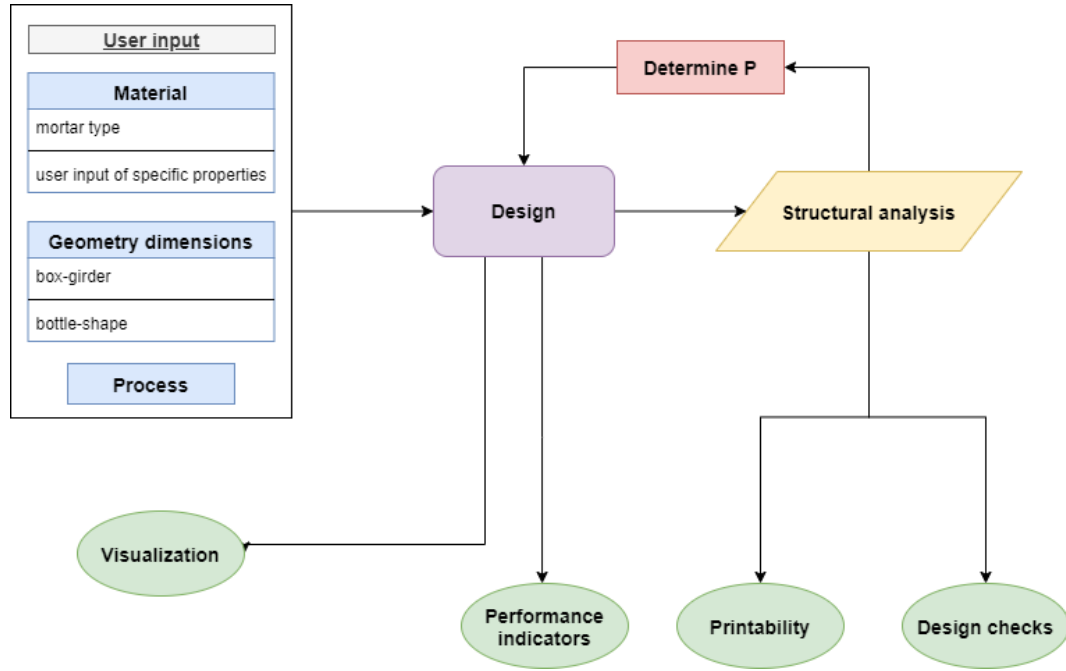 User input
Material
mortar type
user input of specific properties
Geometry dimensions
box-girder
bottle-shape
Process
Determine P
Design
Structural analysis
Visualization
Performance
indicators
Printability
Design checks